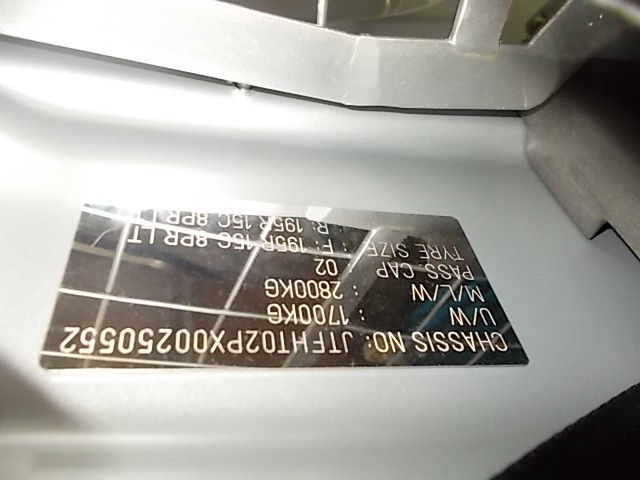 CHASSIS NO: JTFHT02PX00250552
U/W : 1700KG
M/L/W : 2800KG
PASS. CAP 02
TYRE SIZE : F: 195R 15C 8PR LT
: R: 195R 15C 8PR LT